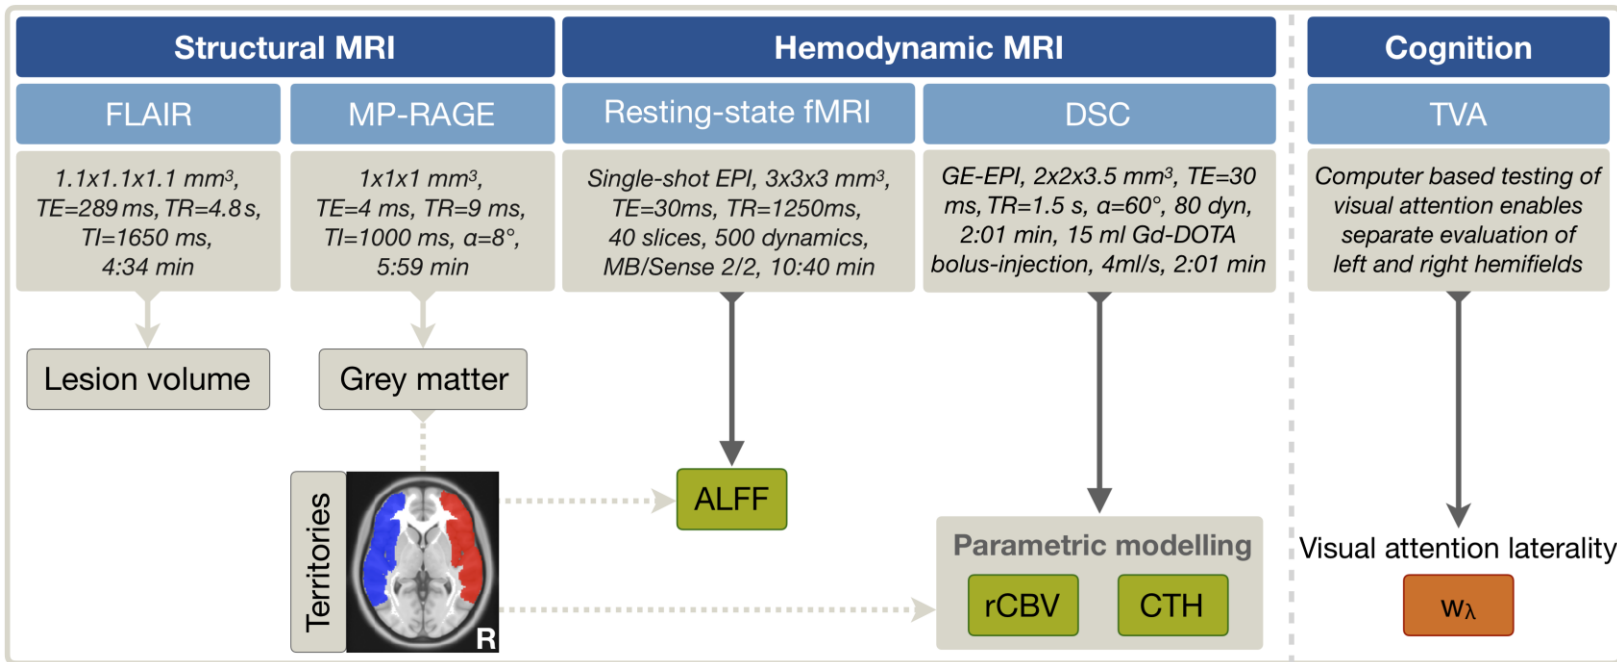 Structural MRI
Hemodynamic MRI
Cognition
FLAIR
MP-RAGE
Resting-state fMRI
DSC
TVA
1.1x1.1x1.1 mm³,
TE=289 ms, TR=4.8 s,
TI=1650 ms,
4:34 min
1x1x1 mm³,
TE=4 ms, TR=9 ms,
TI=1000 ms, α=8°,
5:59 min
Single-shot EPI, 3x3x3 mm³,
TE=30ms, TR=1250ms,
40 slices, 500 dynamics,
MB/Sense 2/2, 10:40 min
GE-EPI, 2x2x3.5 mm³, TE=30
ms, TR=1.5 s, α=60°, 80 dyn,
2:01 min, 15 ml Gd-DOTA
bolus-injection, 4ml/s, 2:01 min
Computer based testing of
visual attention enables
separate evaluation of
left and right hemifields
Lesion volume
Grey matter
Territories
R
ALFF
Parametric modelling
rCBV
CTH
Visual attention laterality
wλ